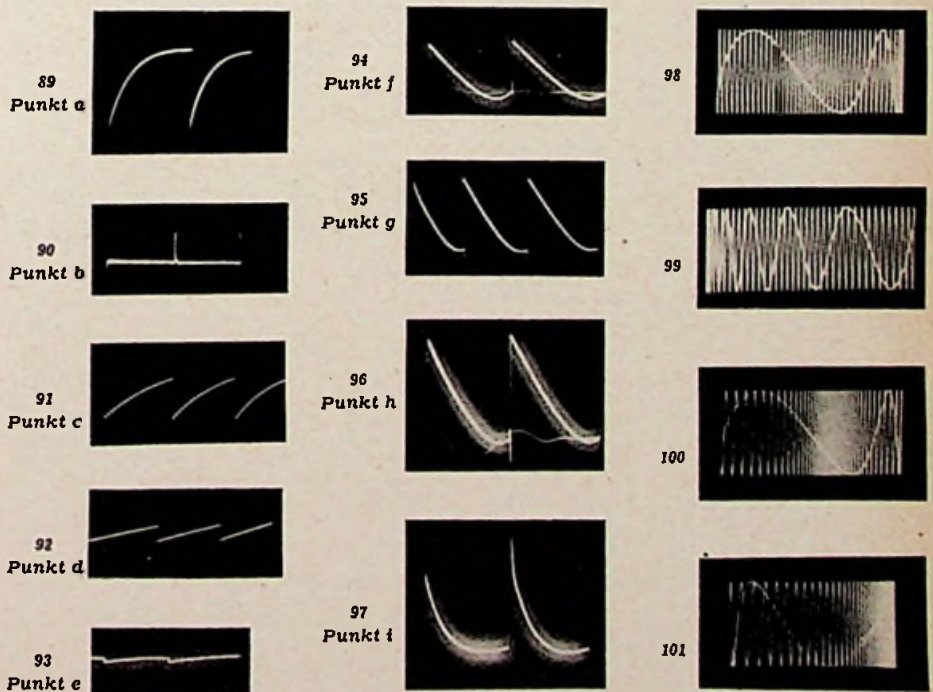 89
Punkt a
90
Punkt b
91
Punkt c
92
Punkt d
93
Punkt e
94
Punkt f
95
Punkt g
96
Punkt h
97
Punkt i
98
99
100
101